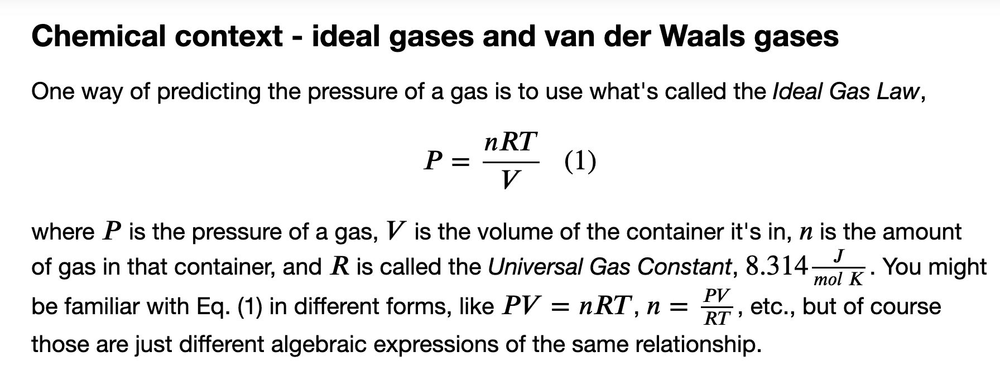 Chemical context - ideal gases and van der Waals gases
One way of predicting the pressure of a gas is to use what's called the Ideal Gas Law,
P = nRT/V (1)
where P is the pressure of a gas, V is the volume of the container it's in, n is the amount
of gas in that container, and R is called the Universal Gas Constant, 8.314 J/mol K. You might
be familiar with Eq. (1) in different forms, like PV = nRT, n = PV/RT, etc., but of course
those are just different algebraic expressions of the same relationship.